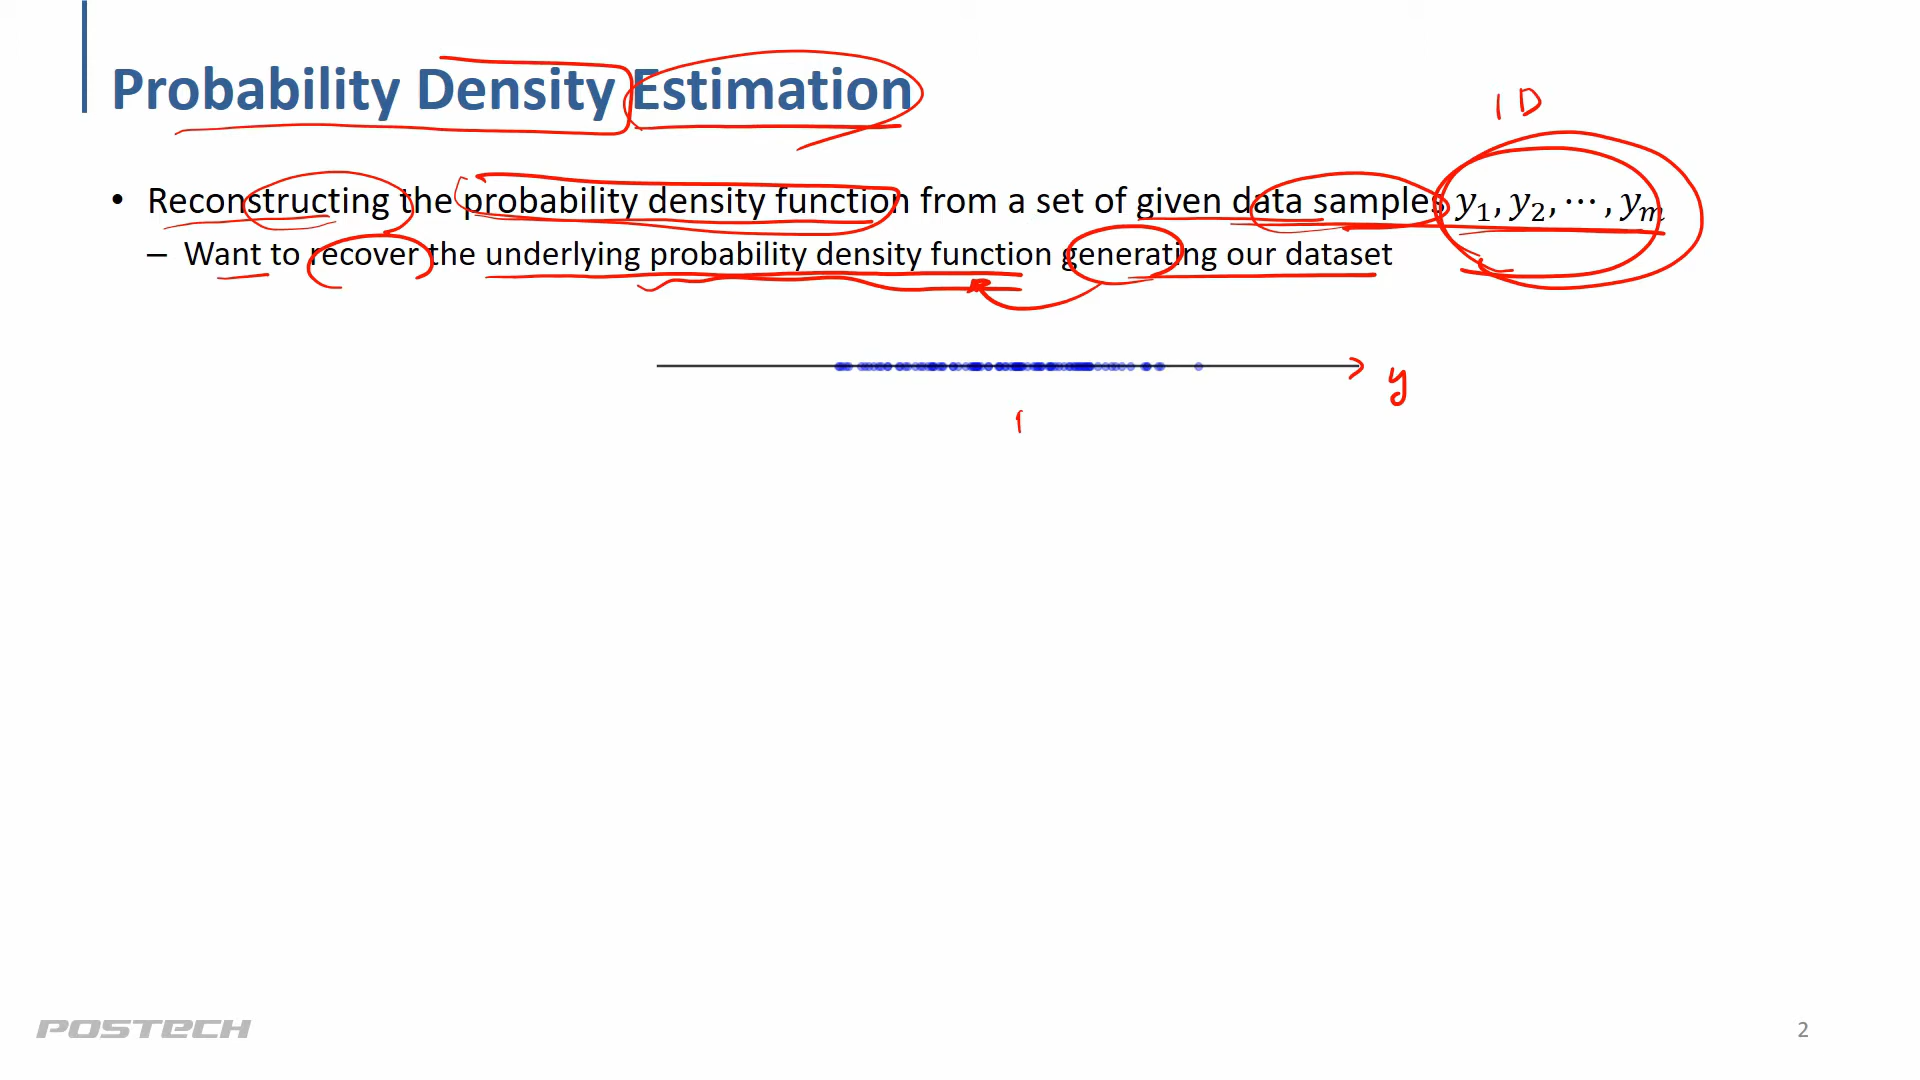 Probability Density Estimation
1D
• Reconstructing the probability density function from a set of given data samples y₁, y₂, ⋯, yₘ
– Want to recover the underlying probability density function generating our dataset
y
POSTECH
2